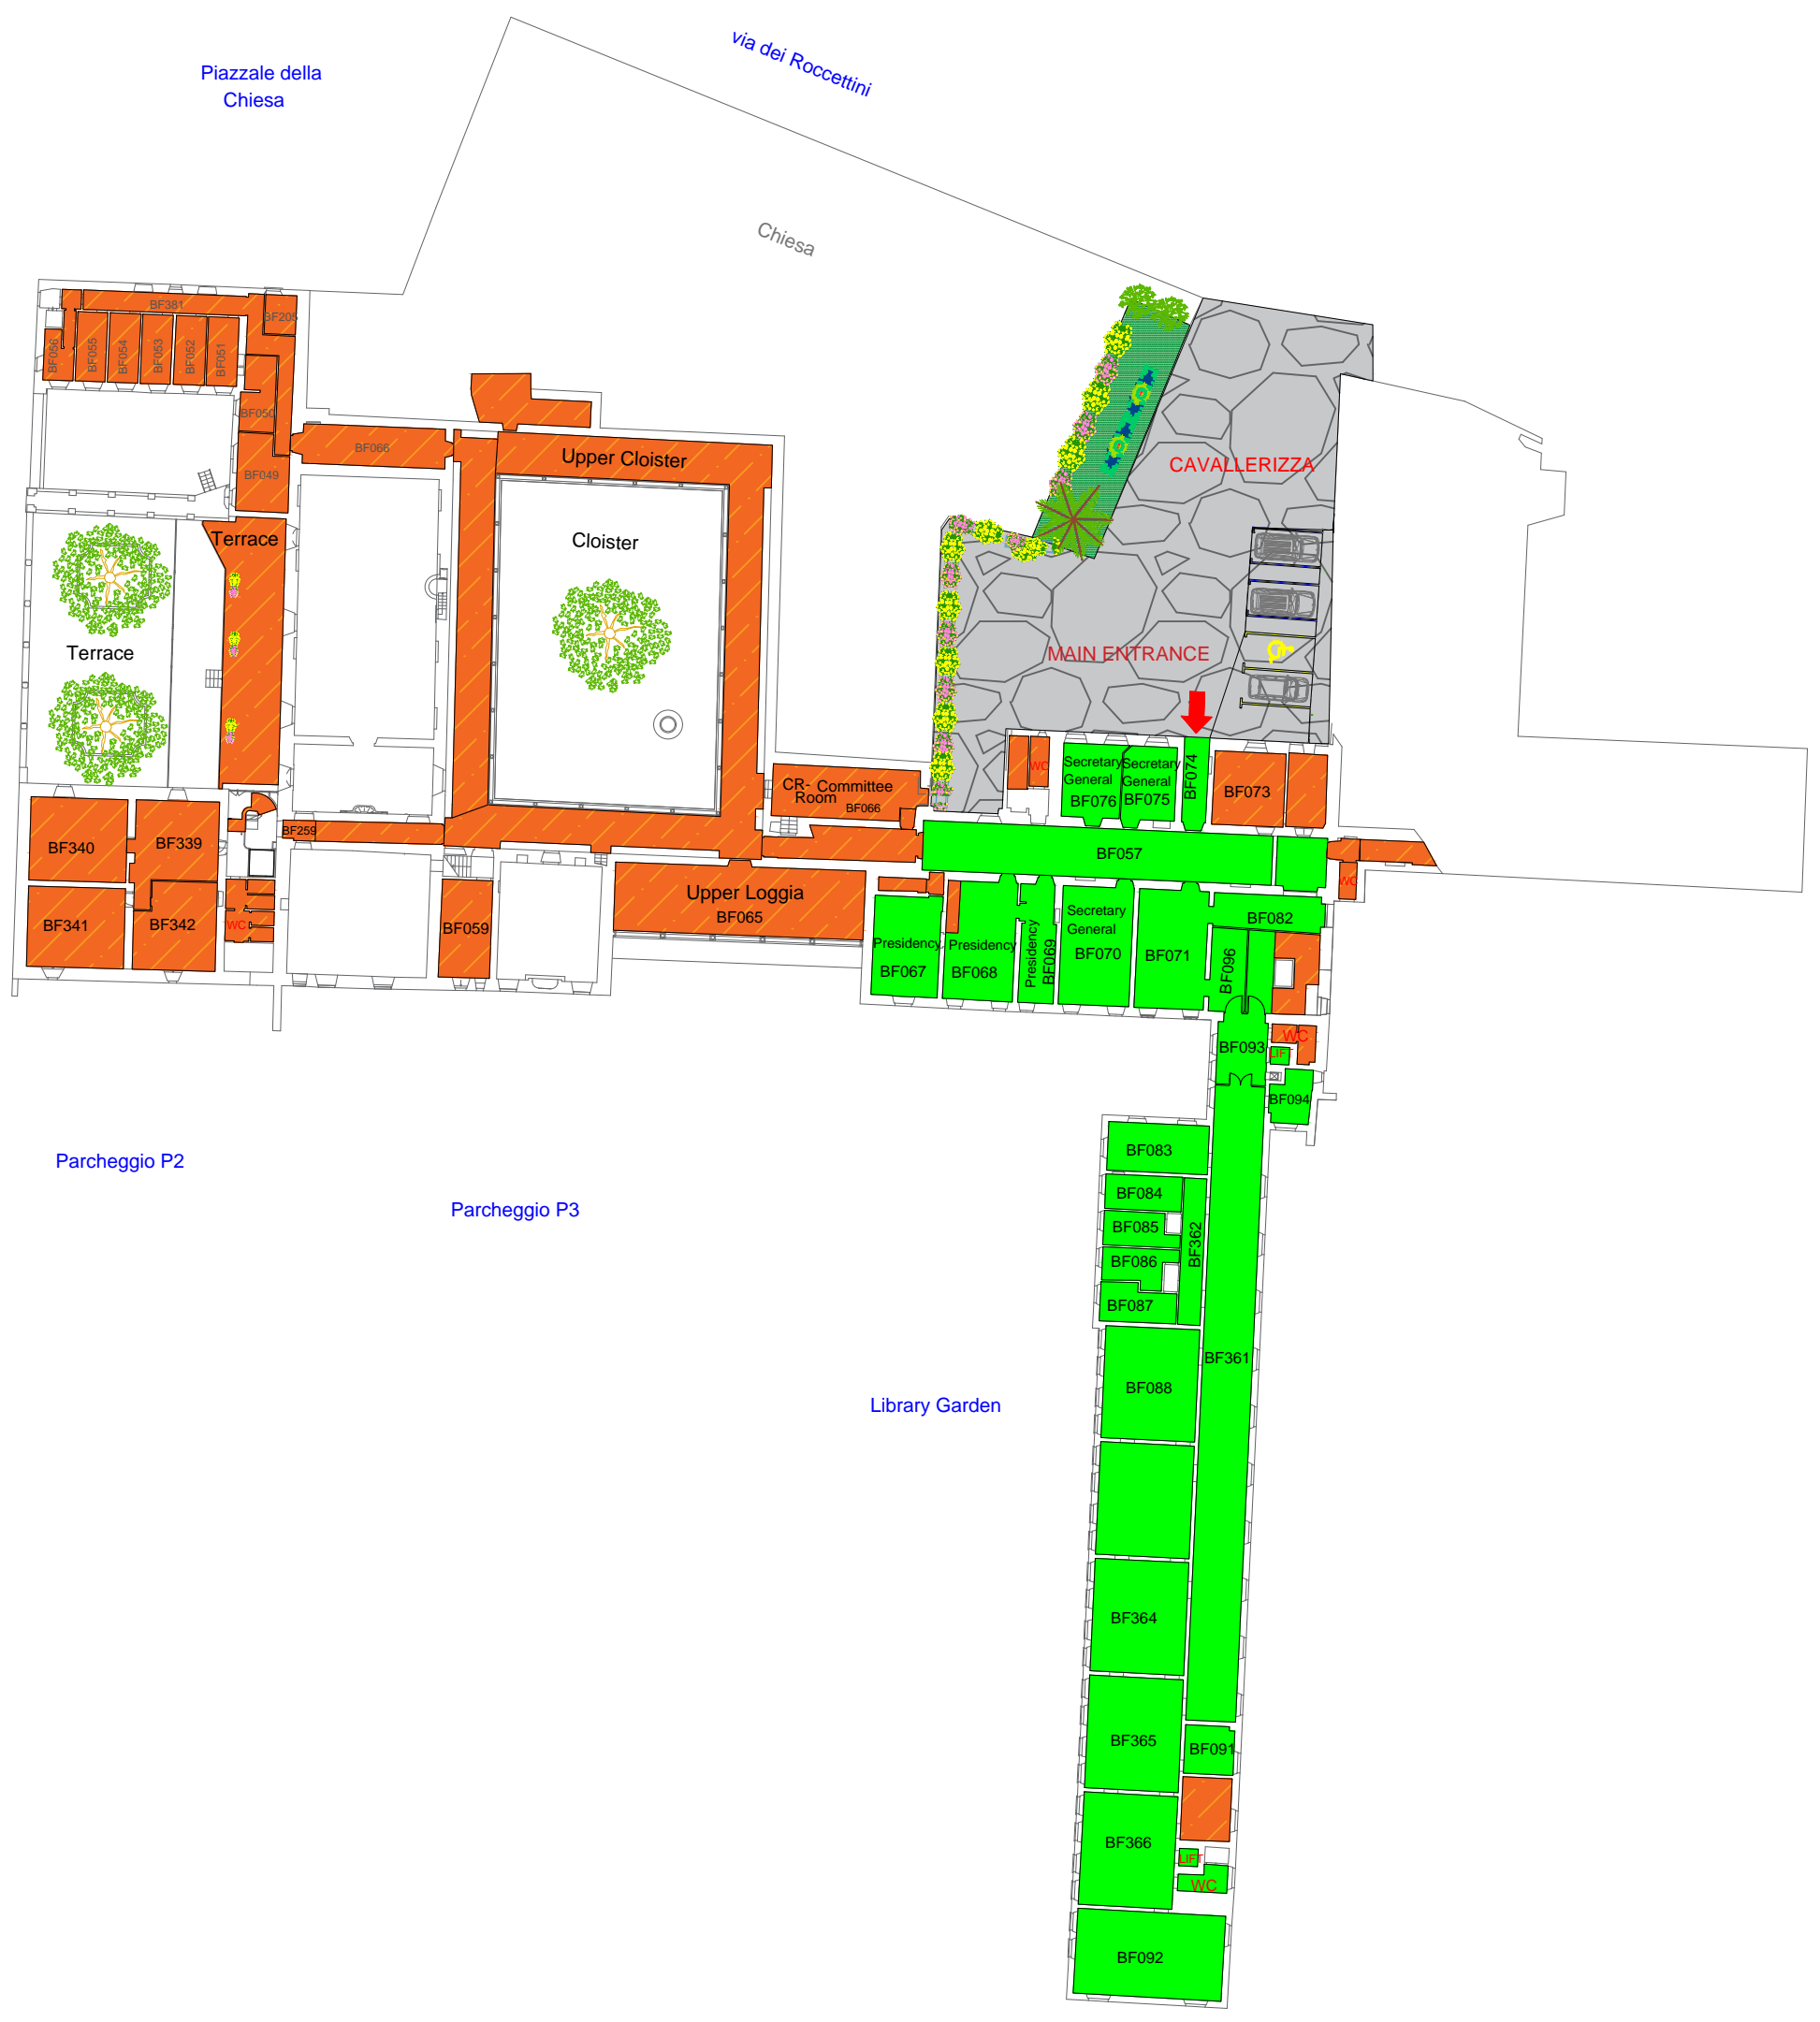 via dei Roccettini
Piazzale della
Chiesa
Chiesa
BF381
BF205
BF056
BF055
BF054
BF053
BF052
BF051
BF050
BF066
BF049
Upper Cloister
CAVALLERIZZA
Terrace
Cloister
Terrace
MAIN ENTRANCE
WC
Secretary
General
BF076
Secretary
General
BF075
BF074
BF073
CR- Committee
Room
BF066
BF259
BF340
BF339
BF057
WC
Upper Loggia
BF065
BF341
BF342
WC
BF059
Presidency
BF067
Presidency
BF068
Presidency
BF069
Secretary
General
BF070
BF071
BF082
BF096
BF093
WC
LIFT
BF094
Parcheggio P2
Parcheggio P3
BF083
BF084
BF085
BF086
BF087
BF362
BF361
BF088
Library Garden
BF364
BF365
BF091
BF366
LIFT
WC
BF092